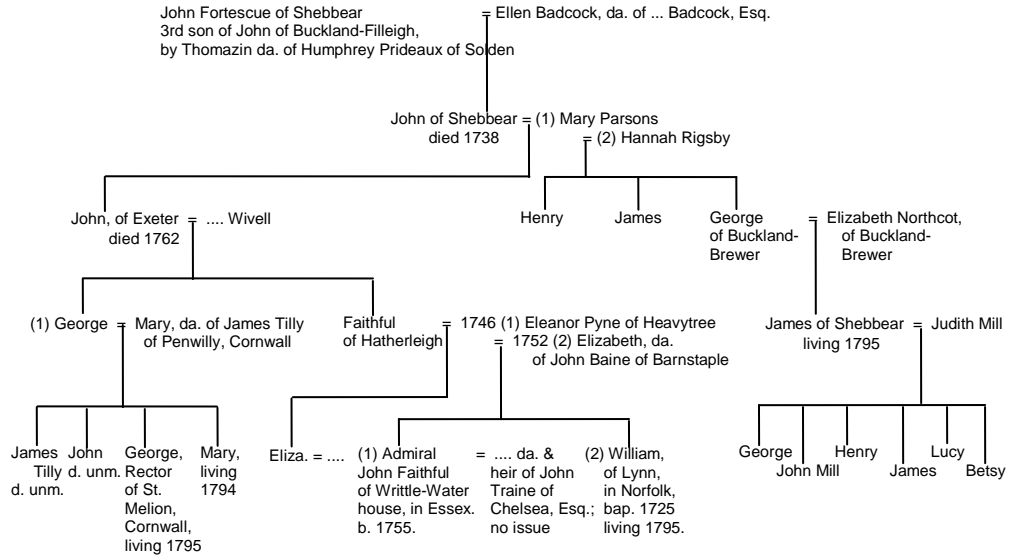 John Fortescue of Shebbear = Ellen Badcock, da. of ... Badcock, Esq.
3rd son of John of Buckland-Filleigh,
by Thomazin da. of Humphrey Prideaux of Solden
John of Shebbear = (1) Mary Parsons
died 1738 = (2) Hannah Rigsby
John, of Exeter = .... Wivell
died 1762
Henry
James
George = Elizabeth Northcot,
of Buckland- of Buckland-
Brewer Brewer
(1) George = Mary, da. of James Tilly
of Penwilly, Cornwall
Faithful = 1746 (1) Eleanor Pyne of Heavytree
of Hatherleigh = 1752 (2) Elizabeth, da.
of John Baine of Barnstaple
James of Shebbear = Judith Mill
living 1795
James
Tilly
d. unm.
John
d. unm.
George,
Rector
of St.
Melion,
Cornwall,
living 1795
Mary,
living
1794
Eliza. = ....
(1) Admiral
John Faithful
of Writtle-Water
house, in Essex.
b. 1755.
= .... da. &
heir of John
Traine of
Chelsea, Esq.;
no issue
(2) William,
of Lynn,
in Norfolk,
bap. 1725
living 1795.
George
John Mill
Henry
James
Lucy
Betsy